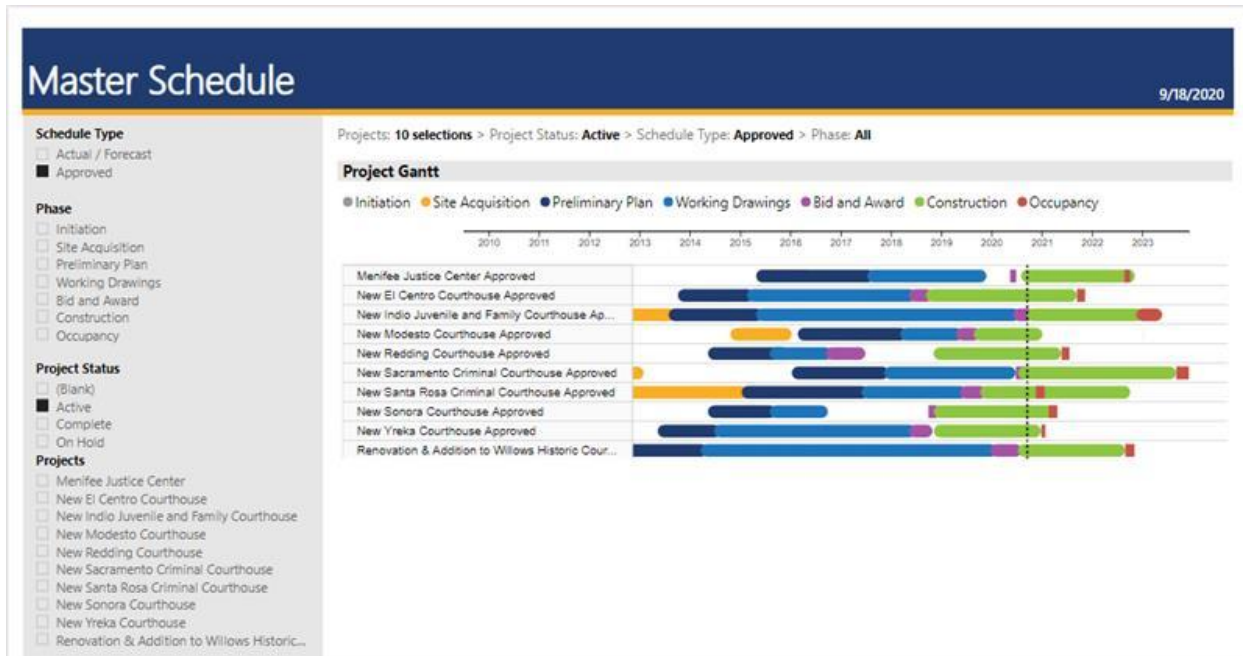 Master Schedule
9/18/2020
Schedule Type
Actual / Forecast
Approved
Phase
Initiation
Site Acquisition
Preliminary Plan
Working Drawings
Bid and Award
Construction
Occupancy
Project Status
(Blank)
Active
Complete
On Hold
Projects
Menifee Justice Center
New El Centro Courthouse
New Indio Juvenile and Family Courthouse
New Modesto Courthouse
New Redding Courthouse
New Sacramento Criminal Courthouse
New Santa Rosa Criminal Courthouse
New Sonora Courthouse
New Yreka Courthouse
Renovation & Addition to Willows Historic...
Projects: 10 selections > Project Status: Active > Schedule Type: Approved > Phase: All
Project Gantt
Initiation Site Acquisition Preliminary Plan Working Drawings Bid and Award Construction Occupancy
2010 2011 2012 2013 2014 2015 2016 2017 2018 2019 2020 2021 2022 2023
Menifee Justice Center Approved
New El Centro Courthouse Approved
New Indio Juvenile and Family Courthouse Ap...
New Modesto Courthouse Approved
New Redding Courthouse Approved
New Sacramento Criminal Courthouse Approved
New Santa Rosa Criminal Courthouse Approved
New Sonora Courthouse Approved
New Yreka Courthouse Approved
Renovation & Addition to Willows Historic Cour...